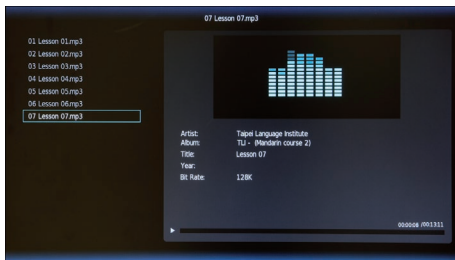 07 Lesson 07.mp3
01 Lesson 01.mp3
02 Lesson 02.mp3
03 Lesson 03.mp3
04 Lesson 04.mp3
05 Lesson 05.mp3
06 Lesson 06.mp3
07 Lesson 07.mp3
Artist: Taipei Language Institute
Album: TLI - (Mandarin course 2)
Title: Lesson 07
Year:
Bit Rate: 128K
00:00:08 /00:13:11